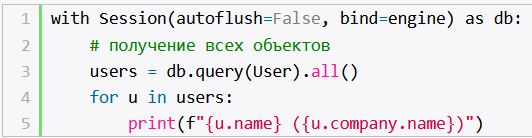 1 with Session(autoflush=False, bind=engine) as db:
2     # получение всех объектов
3     users = db.query(User).all()
4     for u in users:
5         print(f"{u.name} ({u.company.name})")